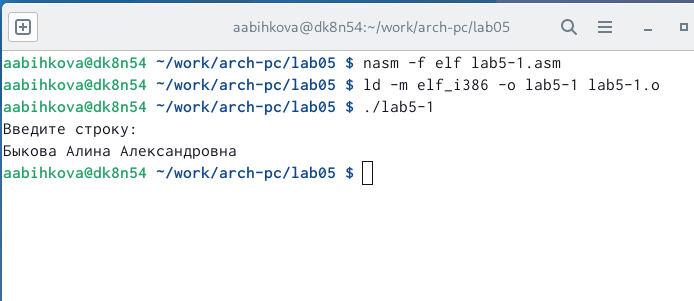 aabihkova@dk8n54:~/work/arch-pc/lab05
aabihkova@dk8n54 ~/work/arch-pc/lab05 $ nasm -f elf lab5-1.asm
aabihkova@dk8n54 ~/work/arch-pc/lab05 $ ld -m elf_i386 -o lab5-1 lab5-1.o
aabihkova@dk8n54 ~/work/arch-pc/lab05 $ ./lab5-1
Введите строку:
Быкова Алина Александровна
aabihkova@dk8n54 ~/work/arch-pc/lab05 $